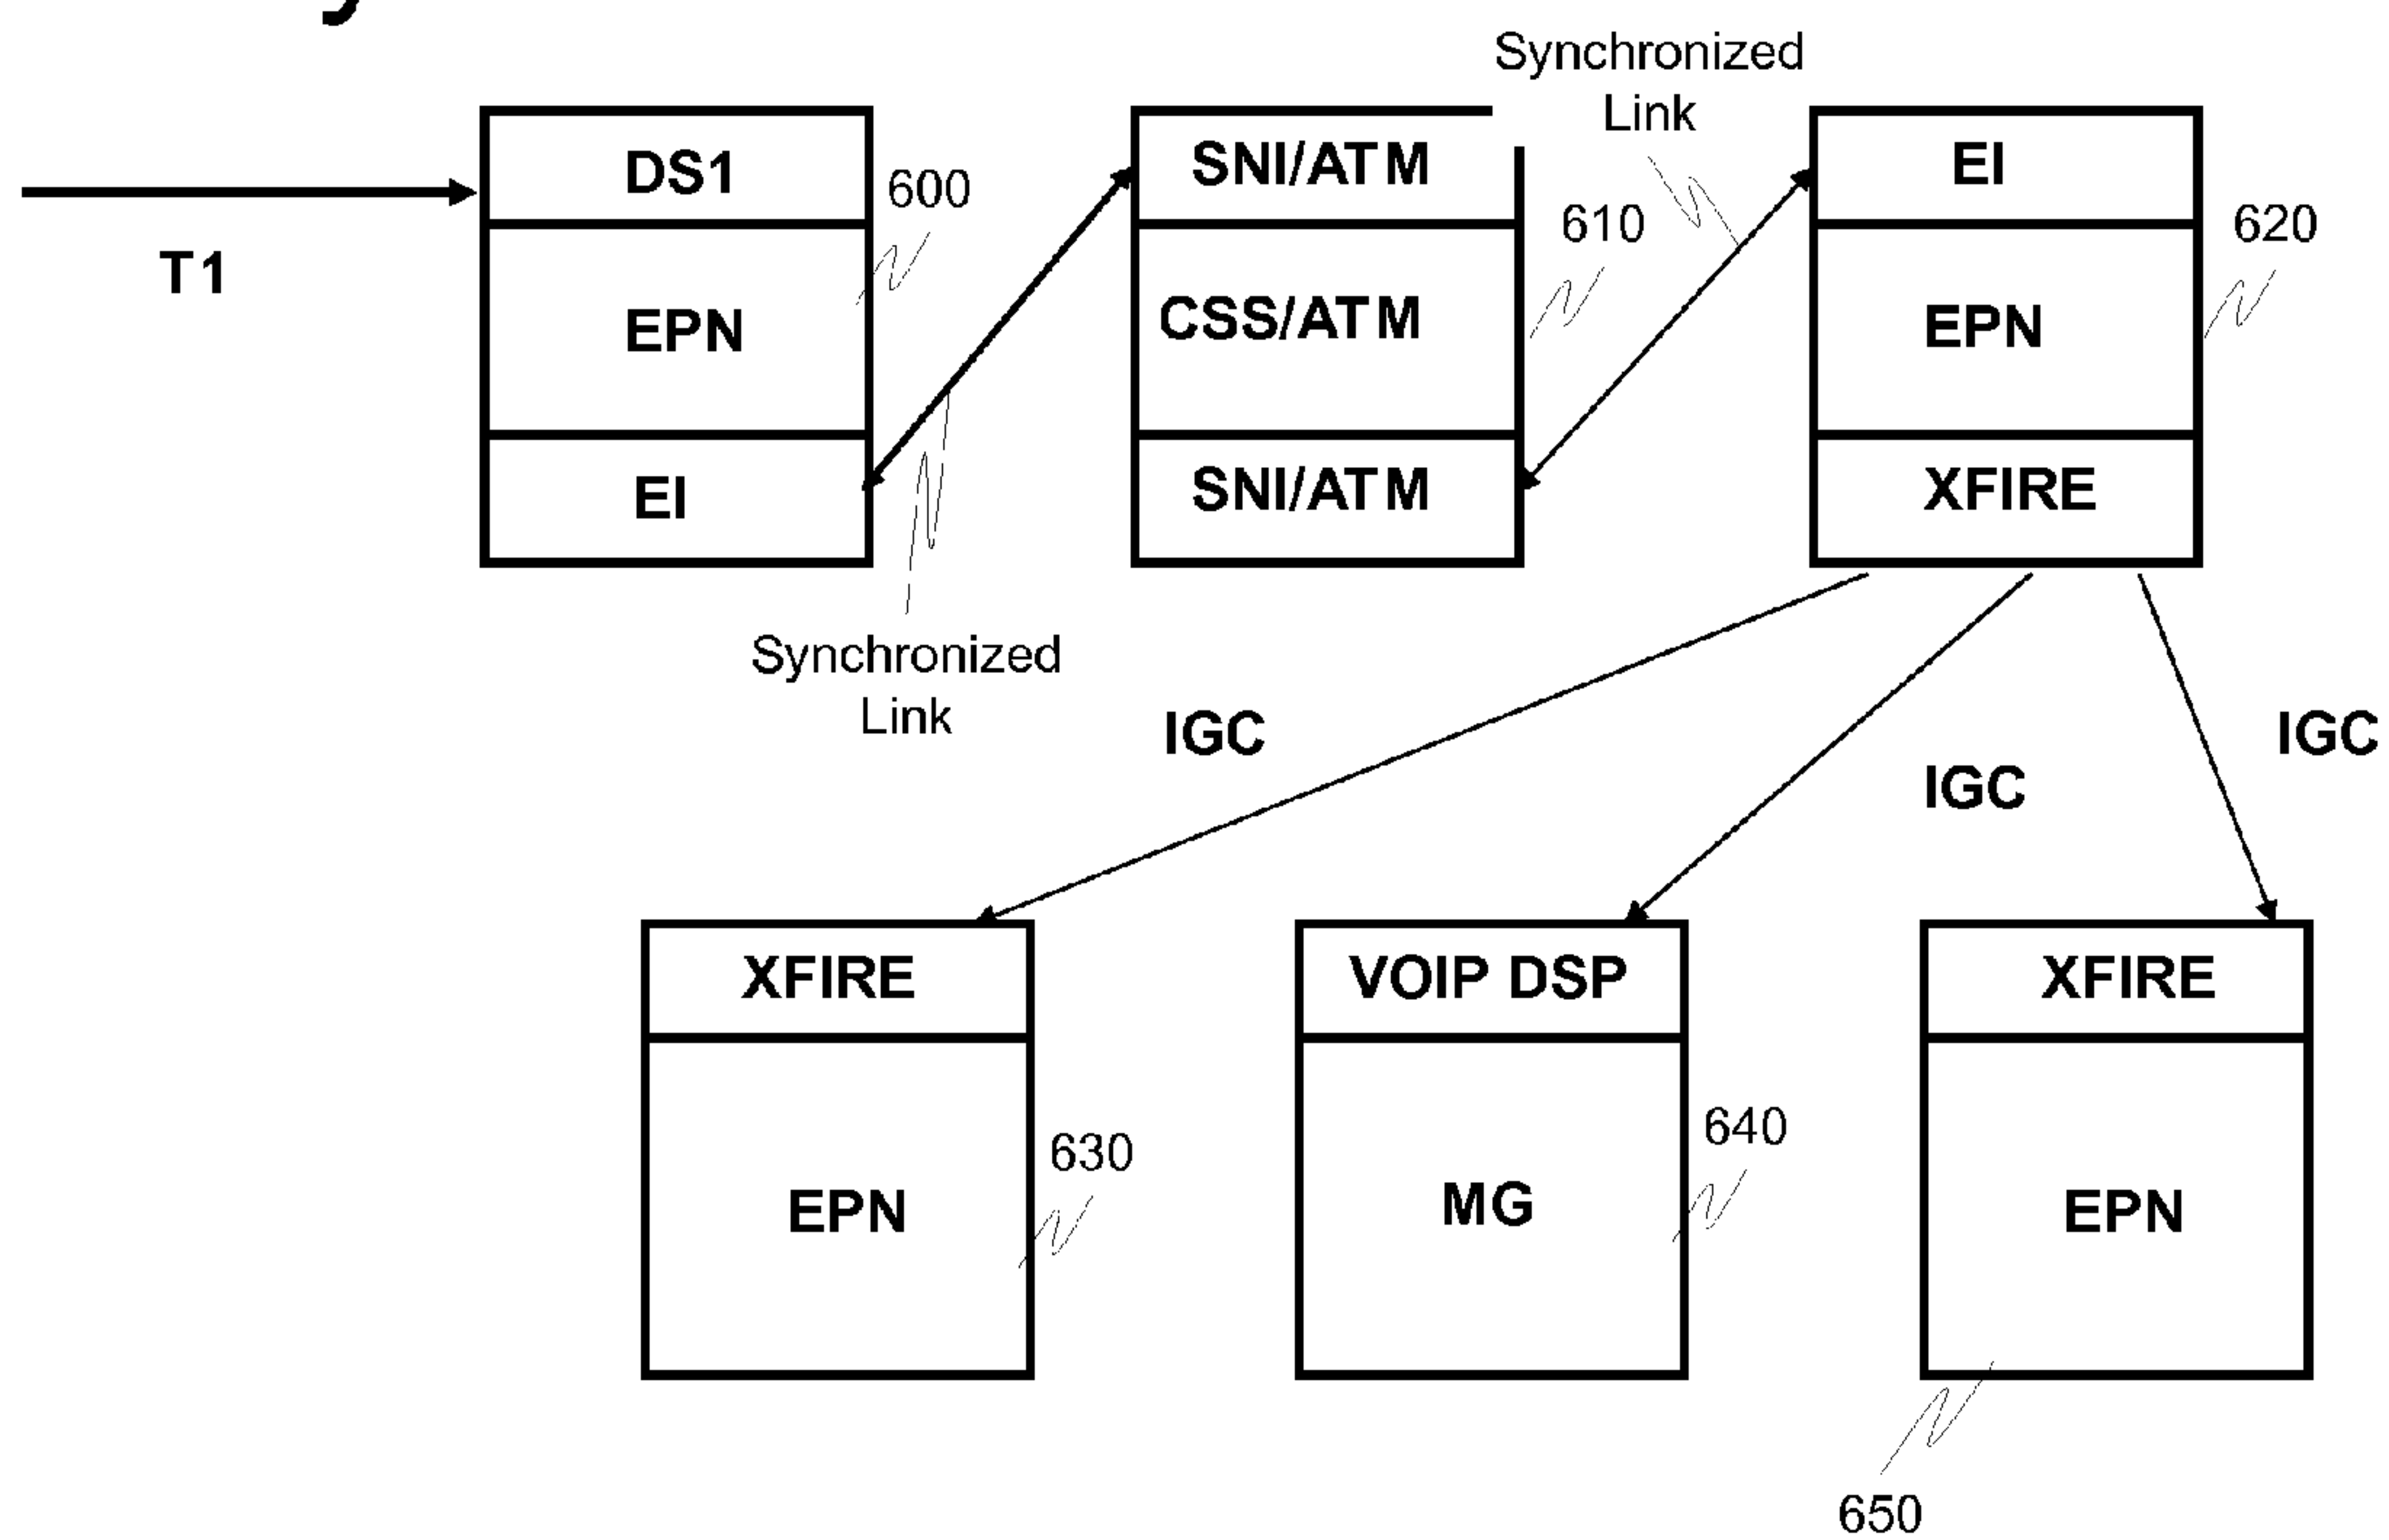 Synchronized
Link
DS1
SNI/ATM
EI
600
T1
610
620
EPN
CSS/ATM
EPN
EI
SNI/ATM
XFIRE
Synchronized
Link
IGC
IGC
IGC
XFIRE
VOIP DSP
XFIRE
630
640
EPN
MG
EPN
650